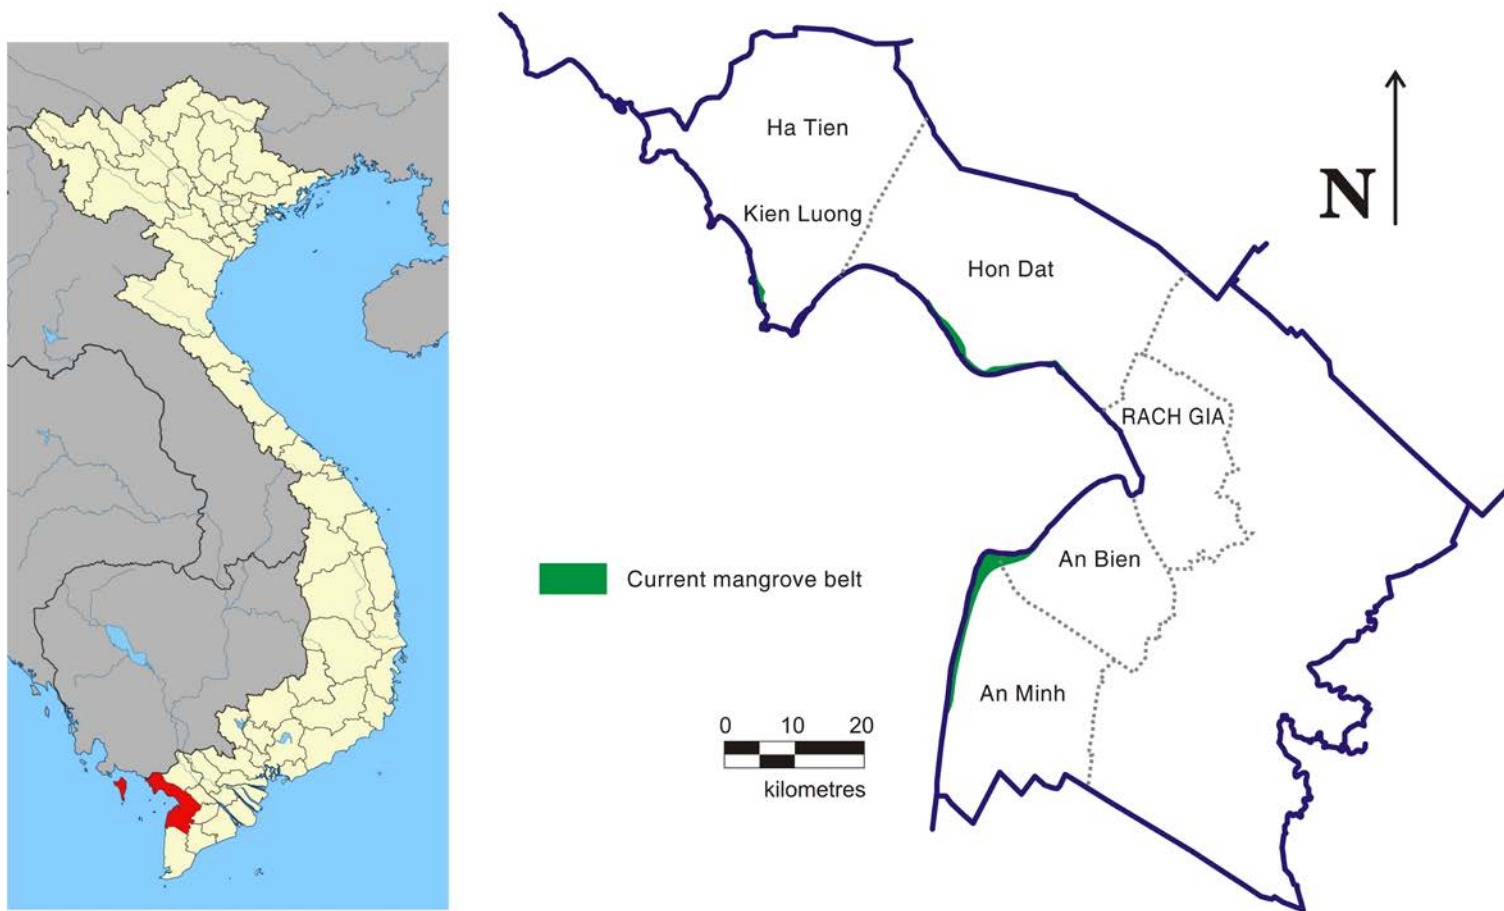 Ha Tien
Kien Luong
N
Hon Dat
RACH GIA
Current mangrove belt
An Bien
An Minh
0 10 20
kilometres